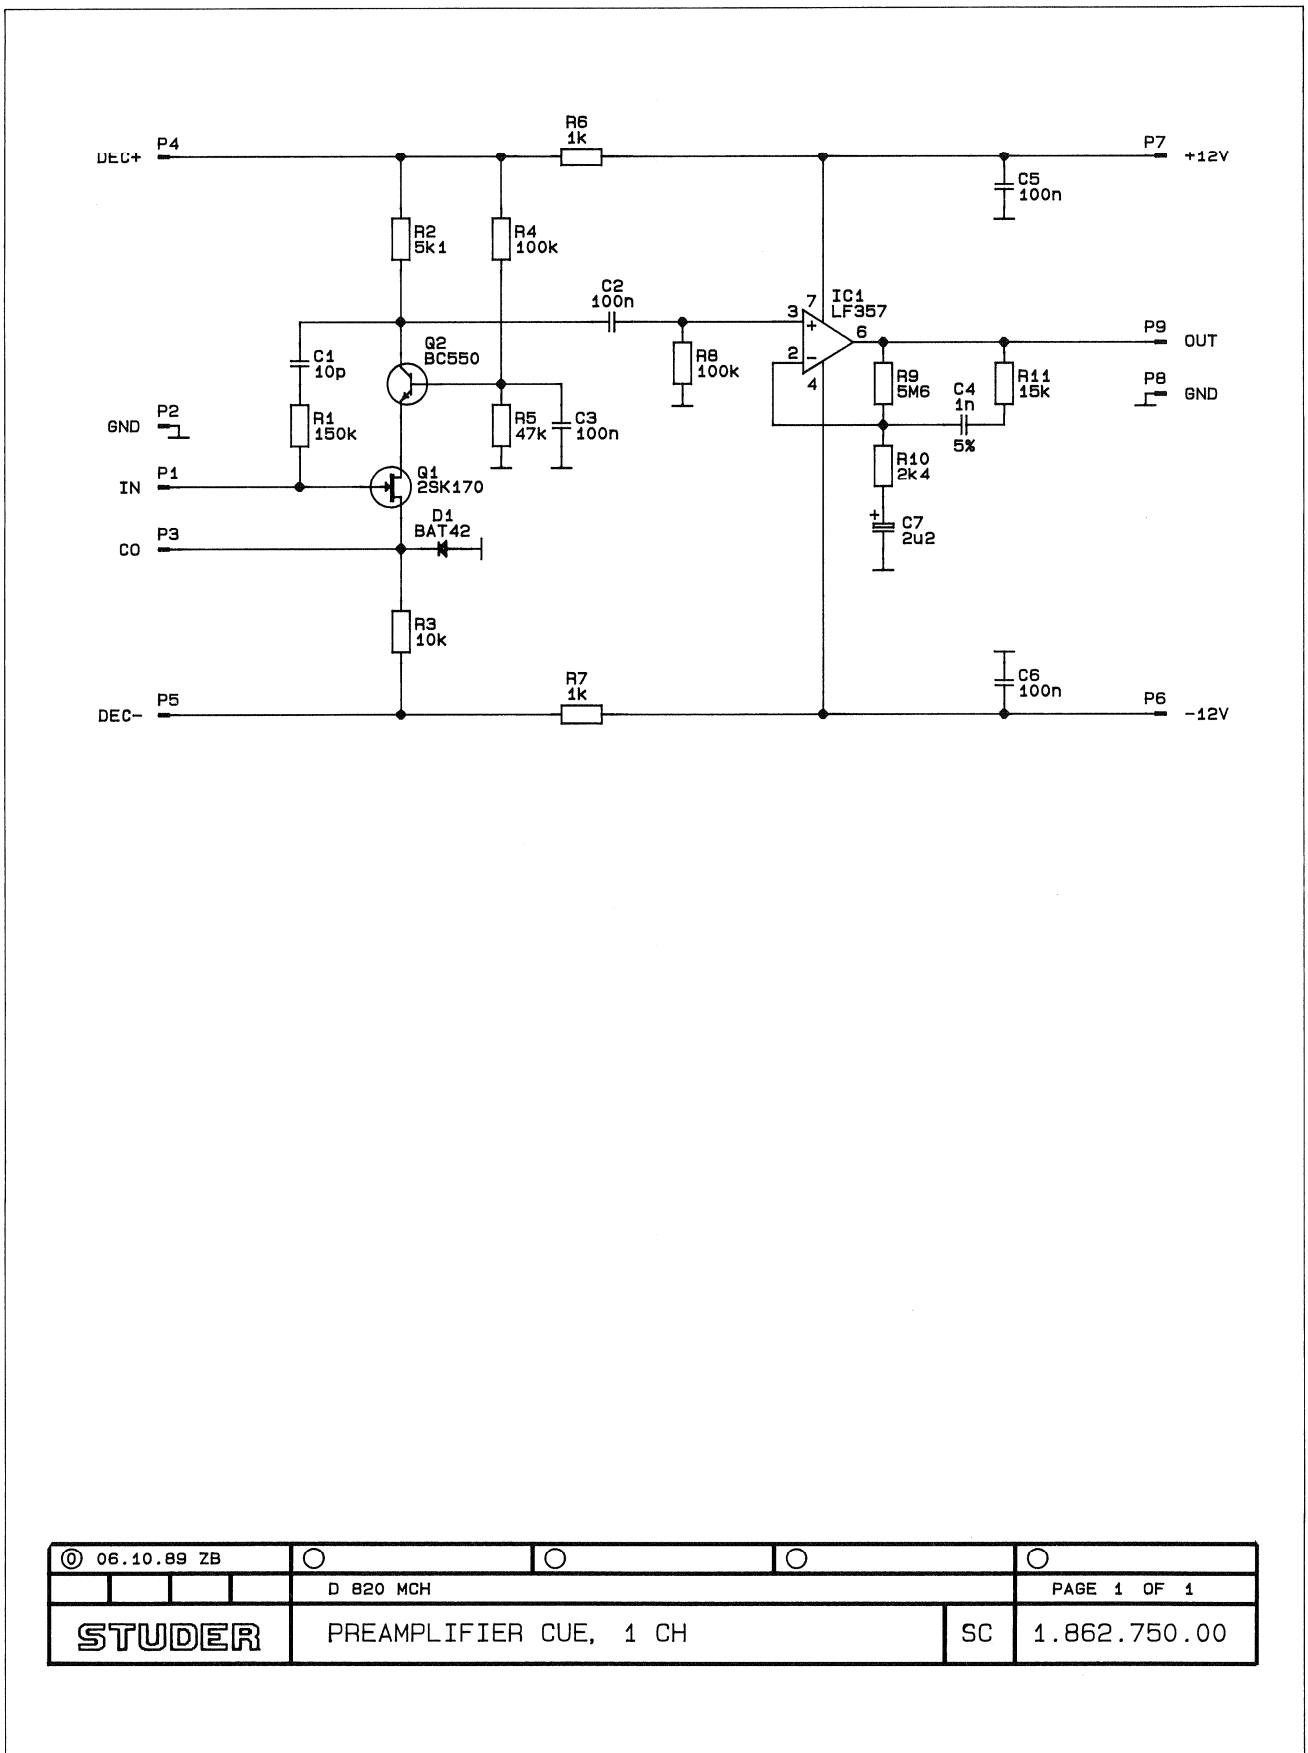 R6
1k
DEC+ P4
P7 +12V
C5
100n
R2
5k1
R4
100k
C2
100n
7 IC1
LF357
3 +
6
P9 OUT
2 -
4
Q2
BC550
C1
10p
R8
100k
R9
5M6
C4
1n
5%
R11
15k
P8 GND
P2
GND
R1
150k
R5
47k
C3
100n
R10
2k4
P1
IN
Q1
2SK170
D1
BAT42
+ C7
2u2
P3
CO
R3
10k
C6
100n
R7
1k
P5
DEC-
P6 -12V
0 06.10.89 ZB
D 820 MCH PAGE 1 OF 1
STUDER PREAMPLIFIER CUE, 1 CH SC 1.862.750.00